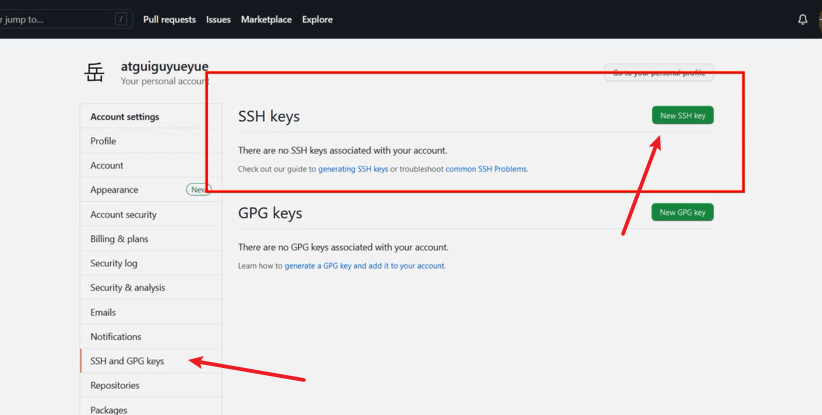 r jump to...
/
Pull requests Issues Marketplace Explore
岳
atguiguyueyue
Your personal account
Go to your personal profile
Account settings
Profile
Account
Appearance New
Account security
Billing & plans
Security log
Security & analysis
Emails
Notifications
SSH and GPG keys
Repositories
Packages
SSH keys
New SSH key
There are no SSH keys associated with your account.
Check out our guide to generating SSH keys or troubleshoot common SSH Problems.
GPG keys
New GPG key
There are no GPG keys associated with your account.
Learn how to generate a GPG key and add it to your account.